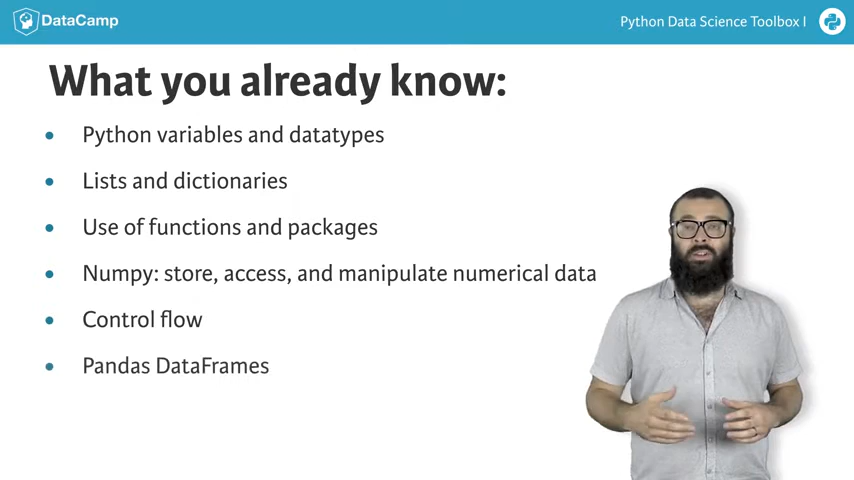 DataCamp
Python Data Science Toolbox I
What you already know:
• Python variables and datatypes
• Lists and dictionaries
• Use of functions and packages
• Numpy: store, access, and manipulate numerical data
• Control flow
• Pandas DataFrames